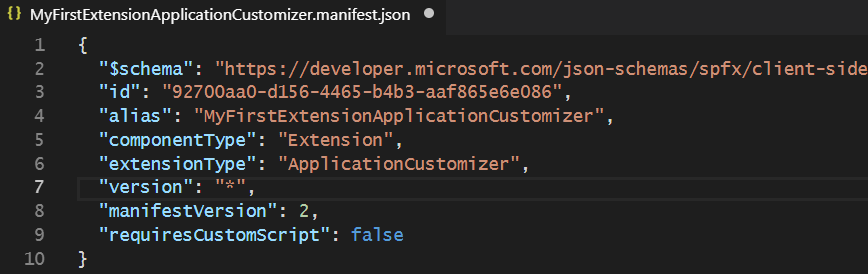 {} MyFirstExtensionApplicationCustomizer.manifest.json ●
1 {
2 "$schema": "https://developer.microsoft.com/json-schemas/spfx/client-side
3 "id": "92700aa0-d156-4465-b4b3-aaf865e6e086",
4 "alias": "MyFirstExtensionApplicationCustomizer",
5 "componentType": "Extension",
6 "extensionType": "ApplicationCustomizer",
7 "version": "*",
8 "manifestVersion": 2,
9 "requiresCustomScript": false
10 }